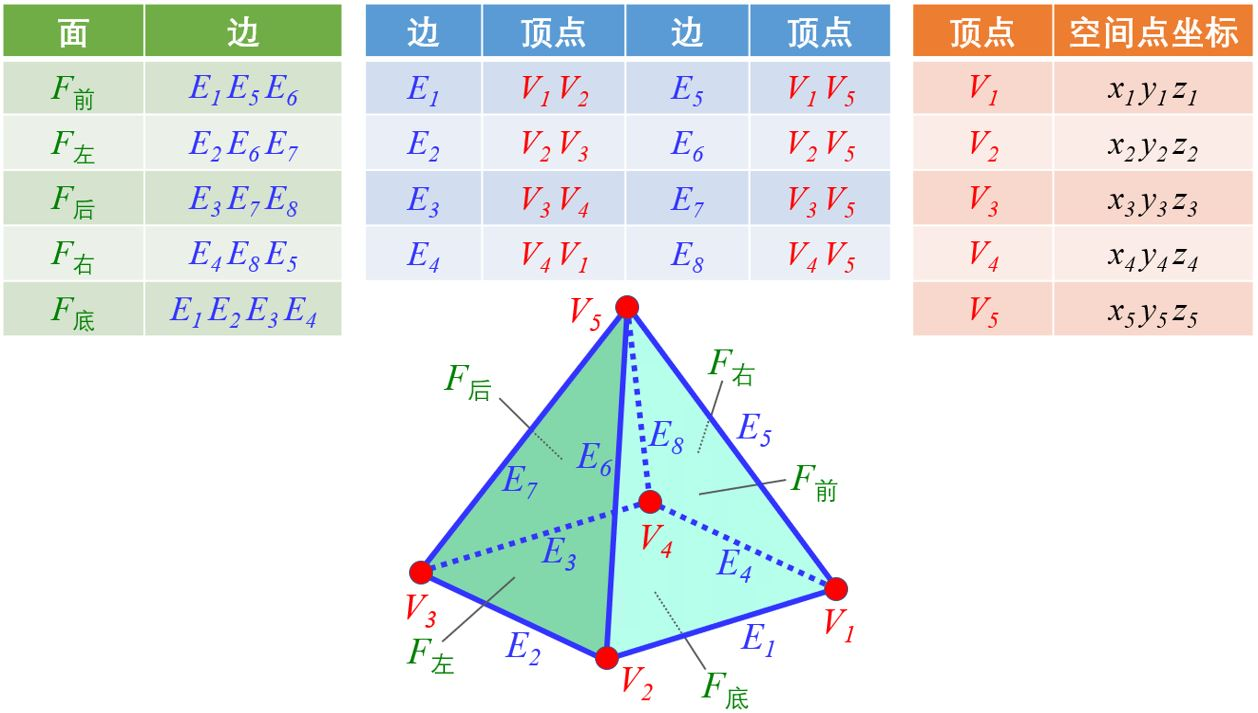 面 边
F前 E1E5E6
F左 E2E6E7
F后 E3E7E8
F右 E4E8E5
F底 E1E2E3E4
边 顶点 边 顶点
E1 V1V2 E5 V1V5
E2 V2V3 E6 V2V5
E3 V3V4 E7 V3V5
E4 V4V1 E8 V4V5
顶点 空间点坐标
V1 x1y1z1
V2 x2y2z2
V3 x3y3z3
V4 x4y4z4
V5 x5y5z5
V5
F后
F右
E5
E8
E6
E7
F前
V4
E3
E4
V3
V1
F左
E2
E1
V2
F底